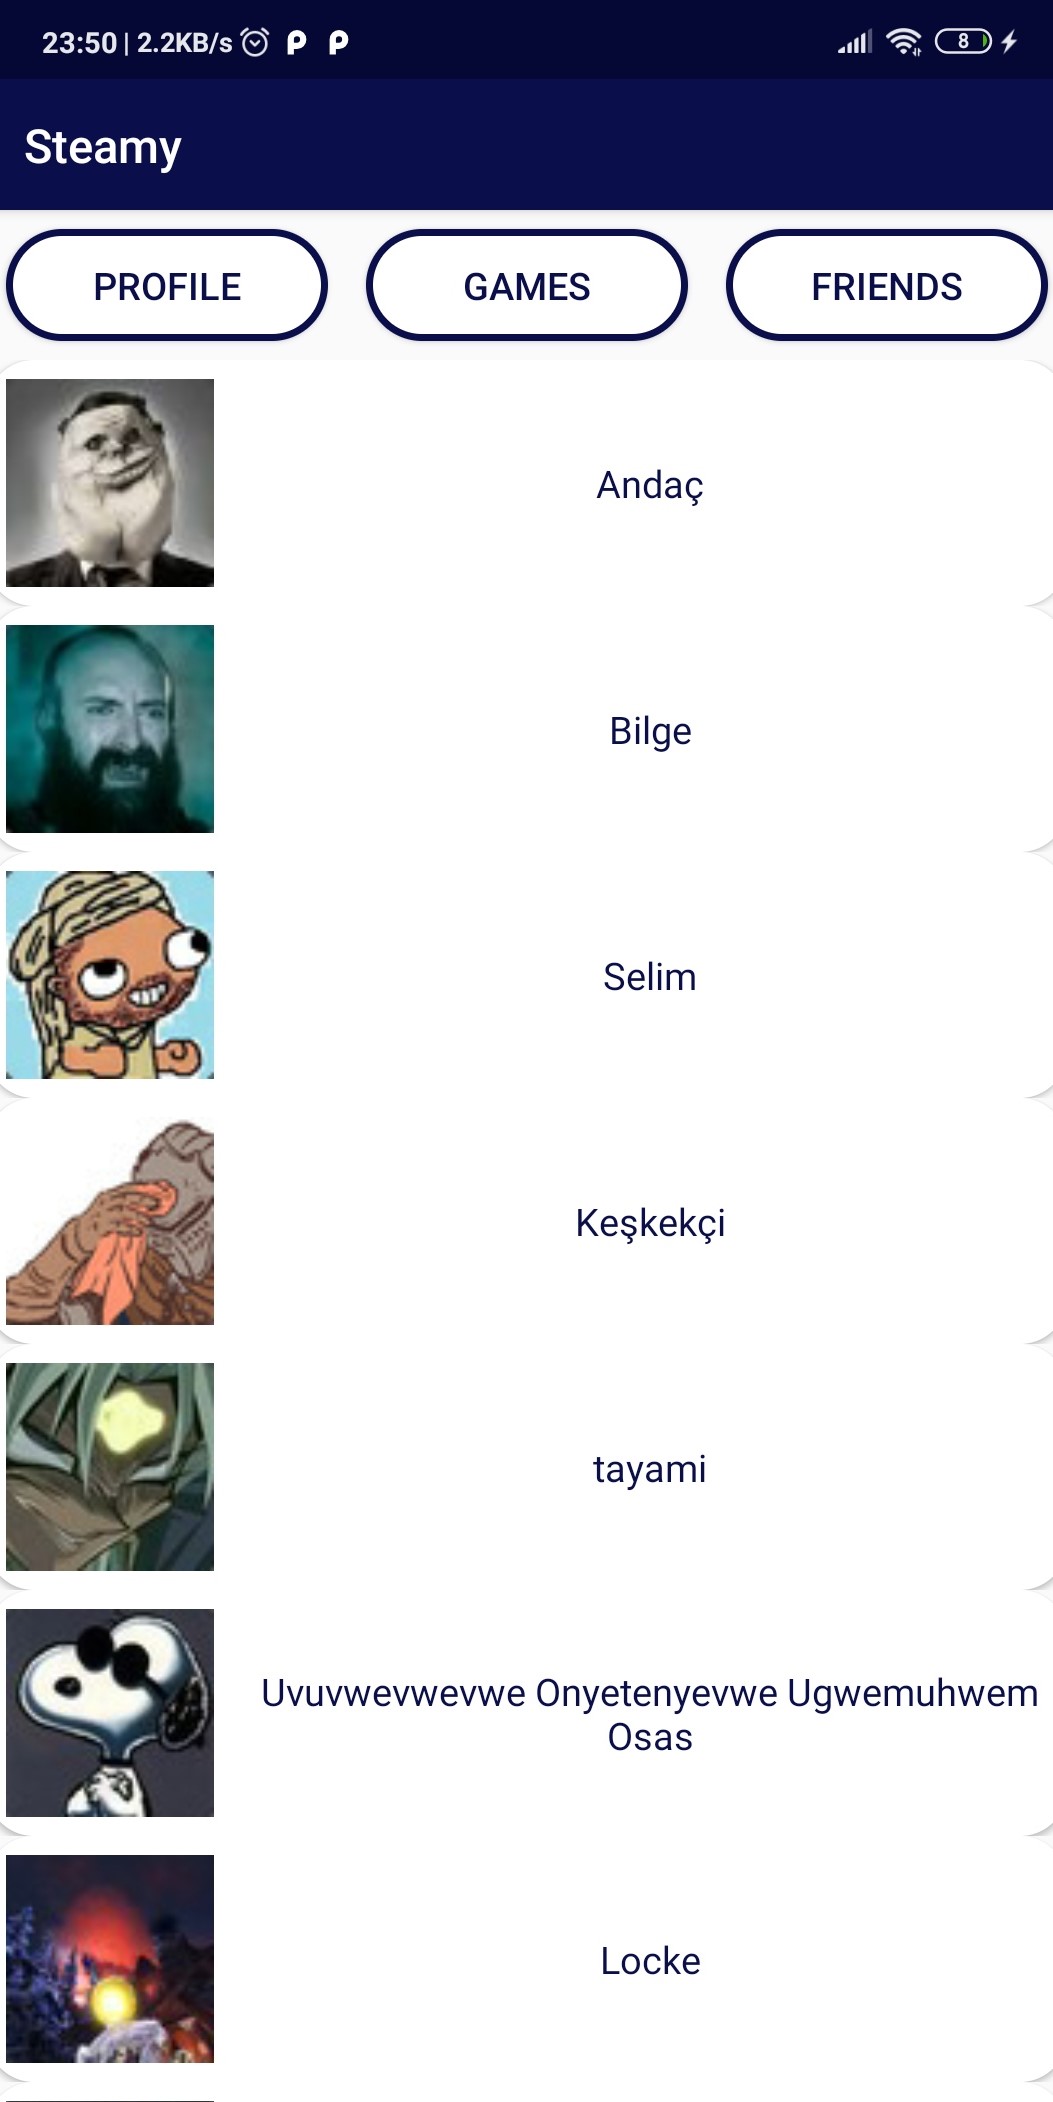 23:50 | 2.2KB/s
8
Steamy
PROFILE GAMES FRIENDS
Andaç
Bilge
Selim
Keşkekçi
tayami
Uvuvwevwevwe Onyetenyevwe Ugwemuhwem
Osas
Locke